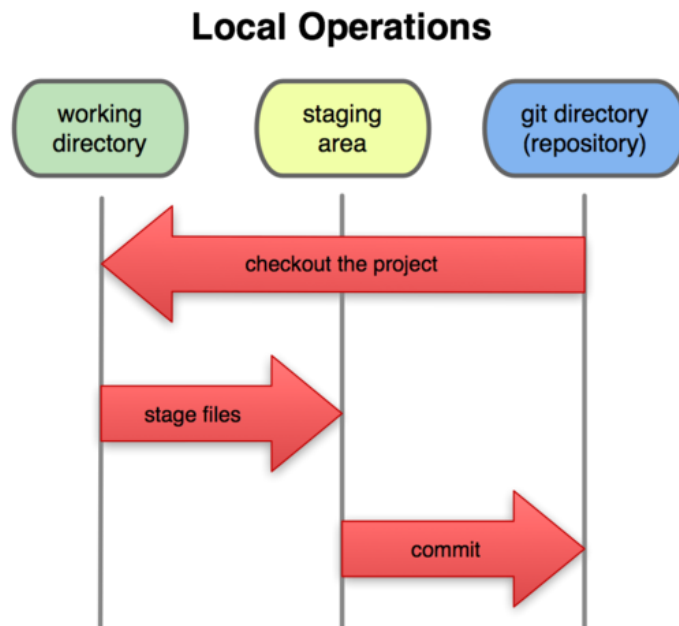 Local Operations
working
directory
staging
area
git directory
(repository)
checkout the project
stage files
commit